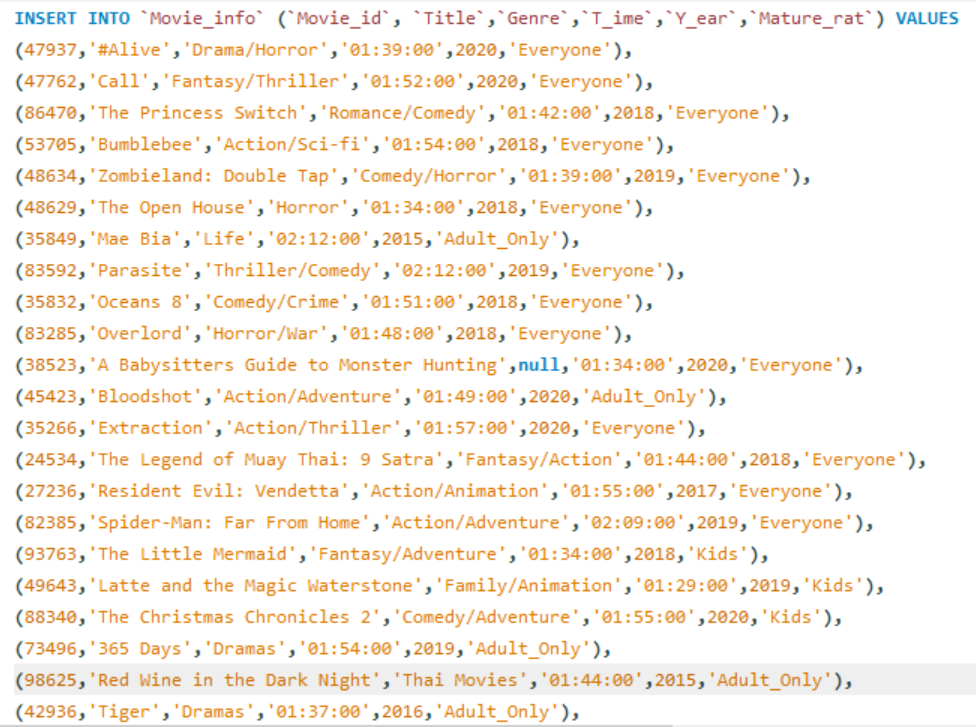 INSERT INTO `Movie_info` (`Movie_id`, `Title`,`Genre`,`T_ime`,`Y_ear`,`Mature_rat`) VALUES
(47937,'#Alive','Drama/Horror','01:39:00',2020,'Everyone'),
(47762,'Call','Fantasy/Thriller','01:52:00',2020,'Everyone'),
(86470,'The Princess Switch','Romance/Comedy','01:42:00',2018,'Everyone'),
(53705,'Bumblebee','Action/Sci-fi','01:54:00',2018,'Everyone'),
(48634,'Zombieland: Double Tap','Comedy/Horror','01:39:00',2019,'Everyone'),
(48629,'The Open House','Horror','01:34:00',2018,'Everyone'),
(35849,'Mae Bia','Life','02:12:00',2015,'Adult_Only'),
(83592,'Parasite','Thriller/Comedy','02:12:00',2019,'Everyone'),
(35832,'Oceans 8','Comedy/Crime','01:51:00',2018,'Everyone'),
(83285,'Overlord','Horror/War','01:48:00',2018,'Everyone'),
(38523,'A Babysitters Guide to Monster Hunting',null,'01:34:00',2020,'Everyone'),
(45423,'Bloodshot','Action/Adventure','01:49:00',2020,'Adult_Only'),
(35266,'Extraction','Action/Thriller','01:57:00',2020,'Everyone'),
(24534,'The Legend of Muay Thai: 9 Satra','Fantasy/Action','01:44:00',2018,'Everyone'),
(27236,'Resident Evil: Vendetta','Action/Animation','01:55:00',2017,'Everyone'),
(82385,'Spider-Man: Far From Home','Action/Adventure','02:09:00',2019,'Everyone'),
(93763,'The Little Mermaid','Fantasy/Adventure','01:34:00',2018,'Kids'),
(49643,'Latte and the Magic Waterstone','Family/Animation','01:29:00',2019,'Kids'),
(88340,'The Christmas Chronicles 2','Comedy/Adventure','01:55:00',2020,'Kids'),
(73496,'365 Days','Dramas','01:54:00',2019,'Adult_Only'),
(98625,'Red Wine in the Dark Night','Thai Movies','01:44:00',2015,'Adult_Only'),
(42936,'Tiger','Dramas','01:37:00',2016,'Adult_Only'),